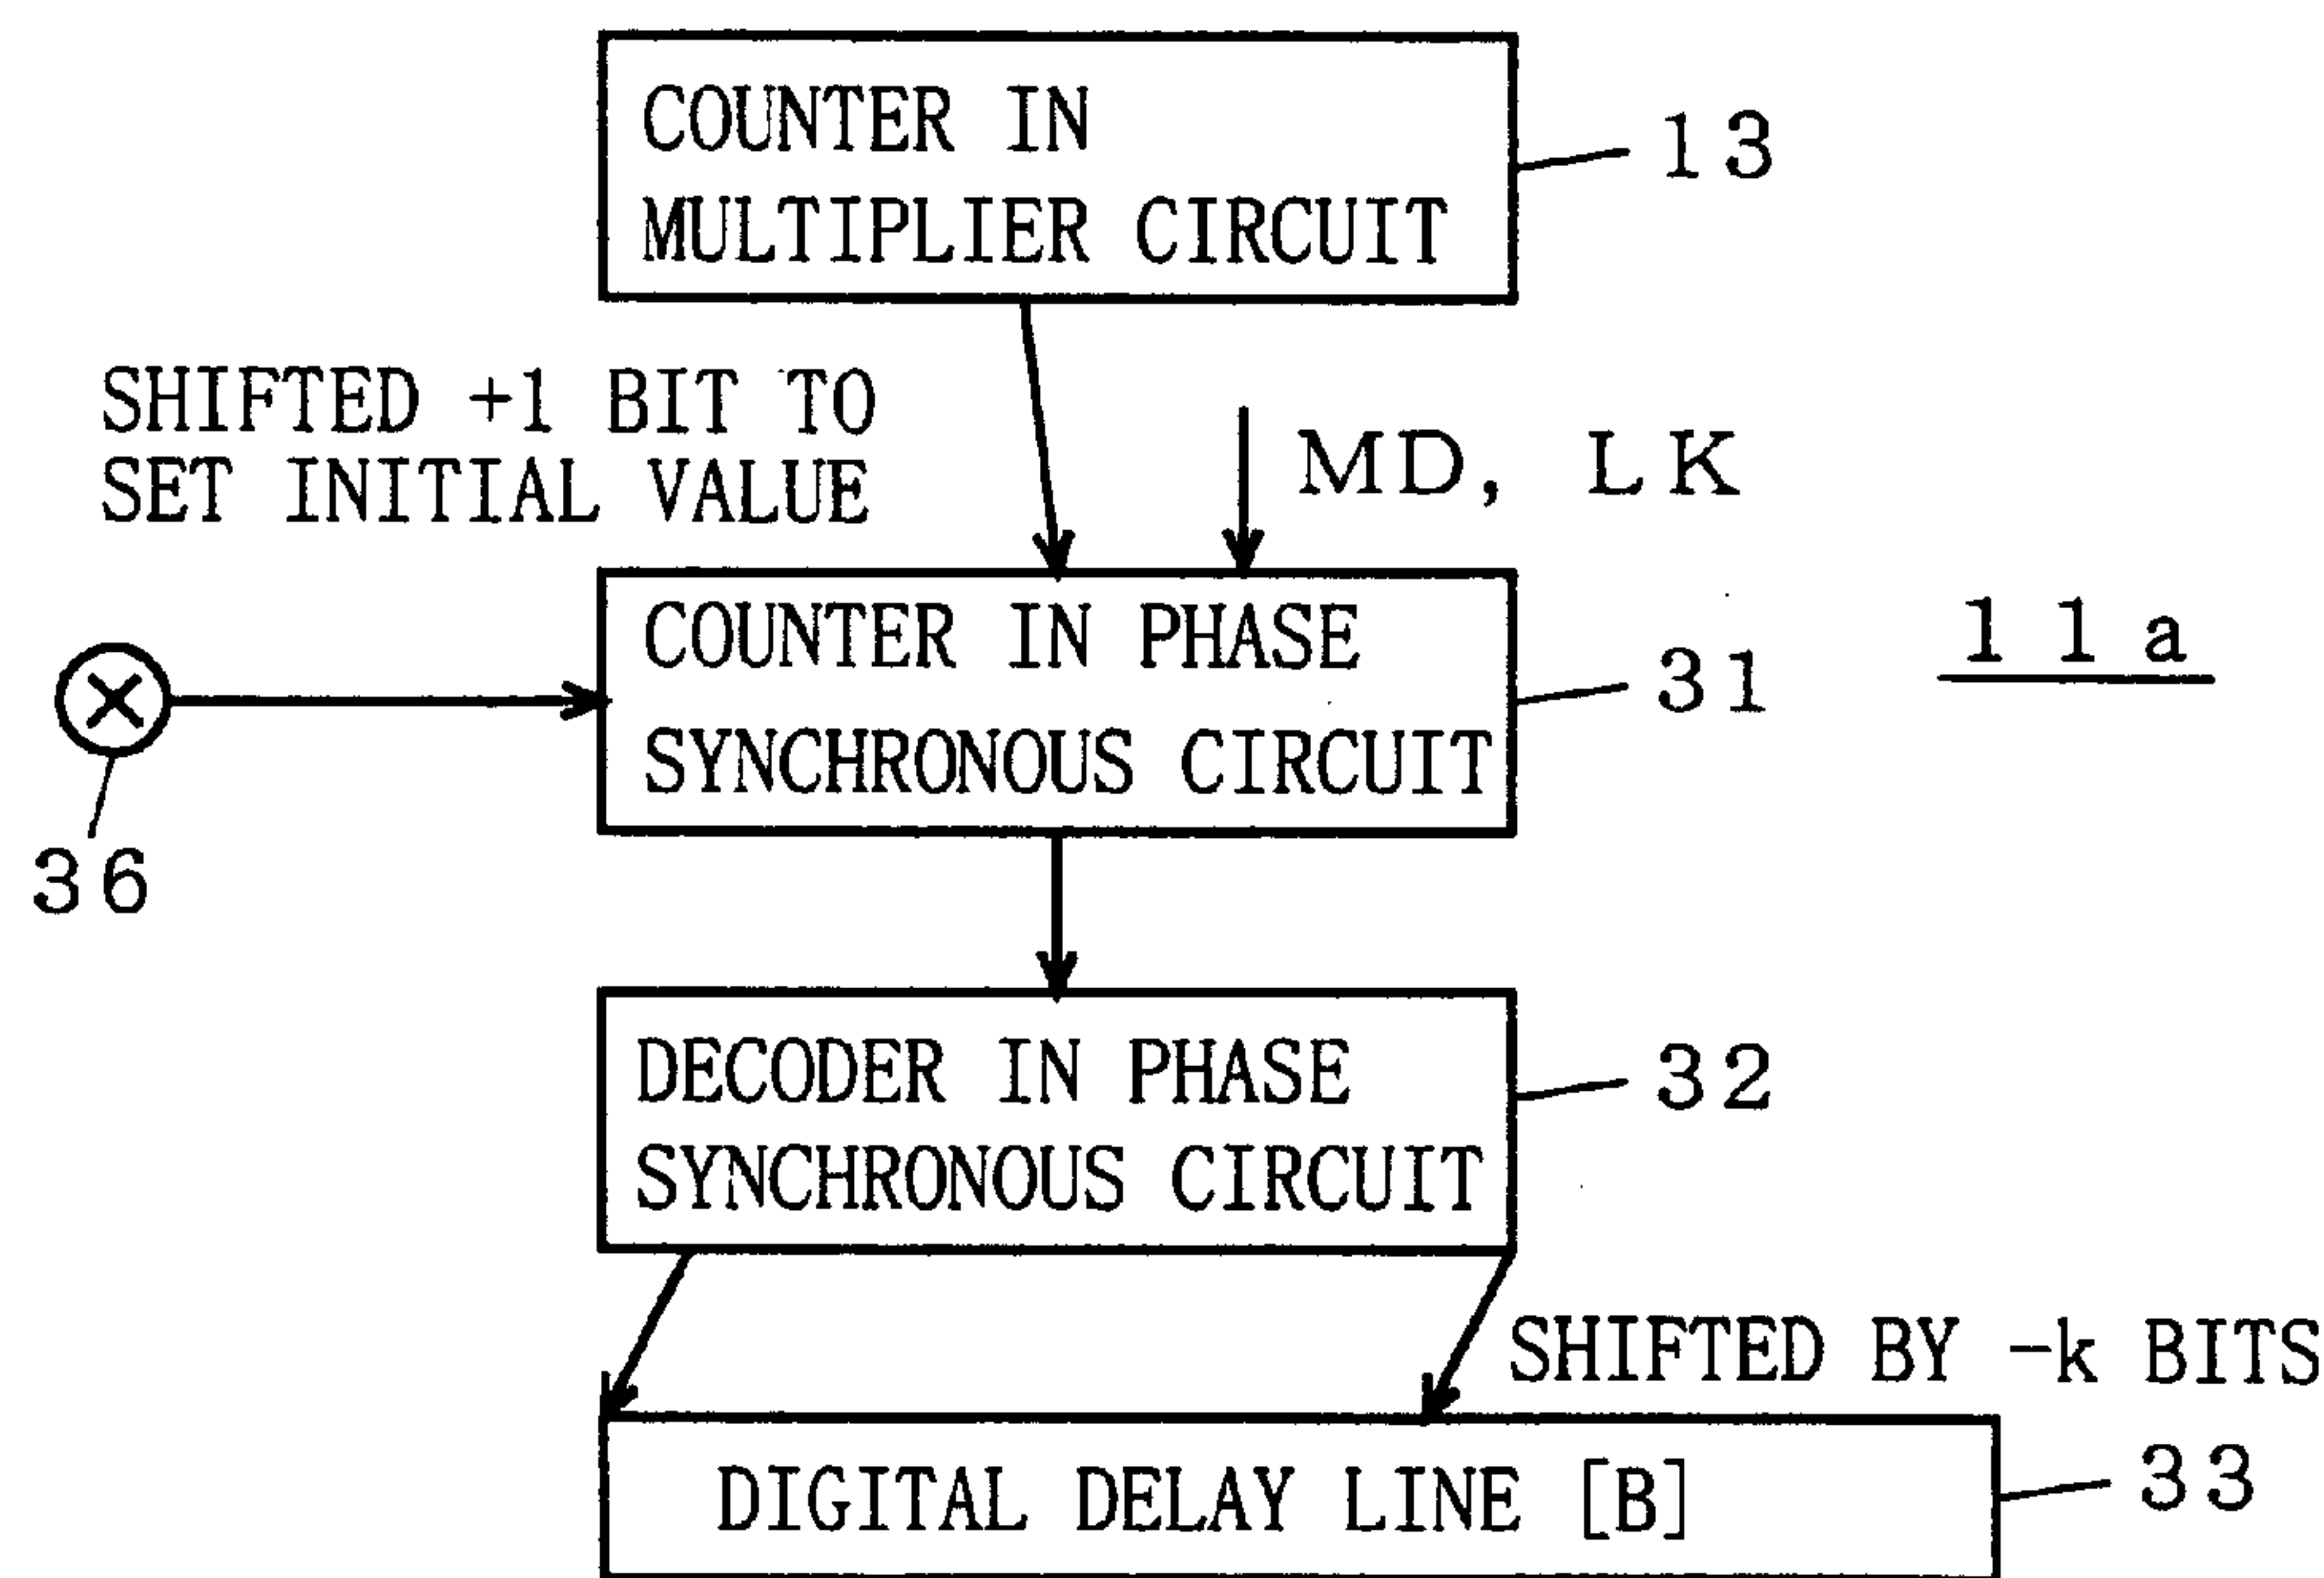 COUNTER IN
MULTIPLIER CIRCUIT
13
SHIFTED +1 BIT TO
SET INITIAL VALUE
MD, LK
COUNTER IN PHASE
SYNCHRONOUS CIRCUIT
31
11a
36
DECODER IN PHASE
SYNCHRONOUS CIRCUIT
32
SHIFTED BY -k BITS
DIGITAL DELAY LINE [B]
33